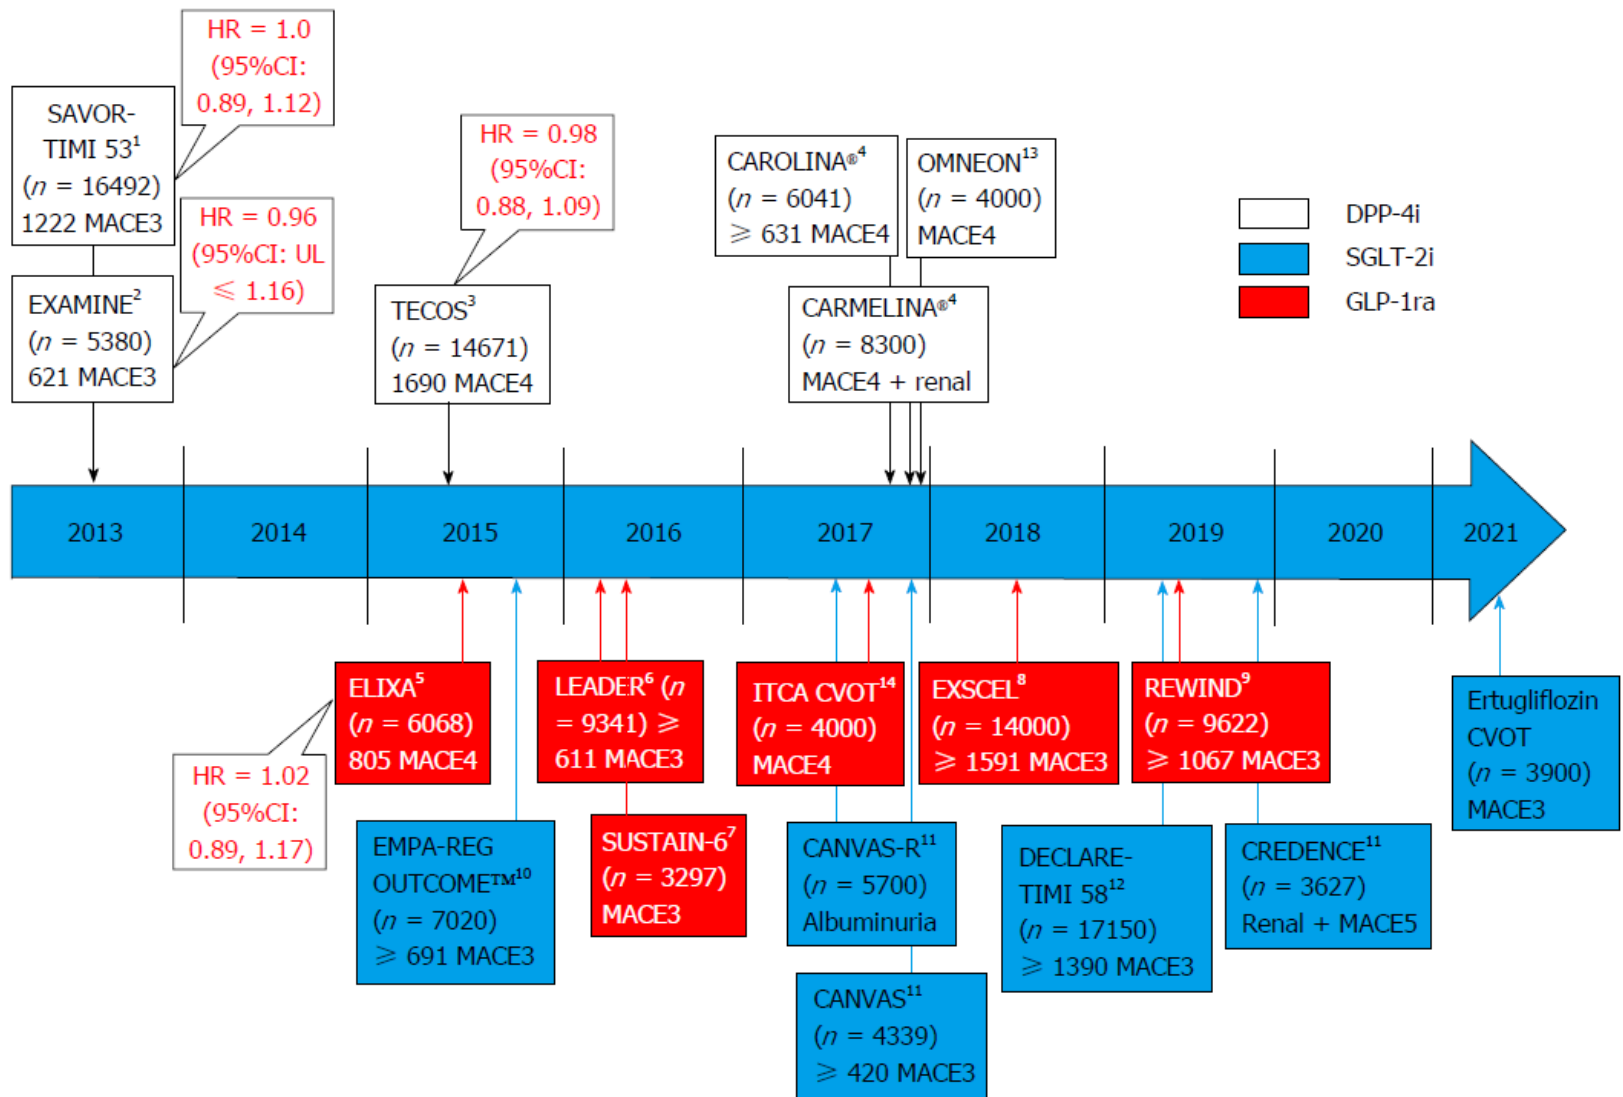 HR = 1.0
(95%CI:
0.89, 1.12)
SAVOR-
TIMI 53¹
(n = 16492)
1222 MACE3
HR = 0.96
(95%CI: UL
≤ 1.16)
EXAMINE²
(n = 5380)
621 MACE3
HR = 0.98
(95%CI:
0.88, 1.09)
TECOS³
(n = 14671)
1690 MACE4
CAROLINA®⁴
(n = 6041)
≥ 631 MACE4
OMNEON¹³
(n = 4000)
MACE4
CARMELINA®⁴
(n = 8300)
MACE4 + renal
DPP-4i
SGLT-2i
GLP-1ra
2013
2014
2015
2016
2017
2018
2019
2020
2021
ELIXA⁵
(n = 6068)
805 MACE4
HR = 1.02
(95%CI:
0.89, 1.17)
EMPA-REG
OUTCOME™¹⁰
(n = 7020)
≥ 691 MACE3
LEADER⁶ (n
= 9341) ≥
611 MACE3
SUSTAIN-6⁷
(n = 3297)
MACE3
ITCA CVOT¹⁴
(n = 4000)
MACE4
CANVAS-R¹¹
(n = 5700)
Albuminuria
CANVAS¹¹
(n = 4339)
≥ 420 MACE3
EXSCEL⁸
(n = 14000)
≥ 1591 MACE3
DECLARE-
TIMI 58¹²
(n = 17150)
≥ 1390 MACE3
REWIND⁹
(n = 9622)
≥ 1067 MACE3
CREDENCE¹¹
(n = 3627)
Renal + MACE5
Ertugliflozin
CVOT
(n = 3900)
MACE3